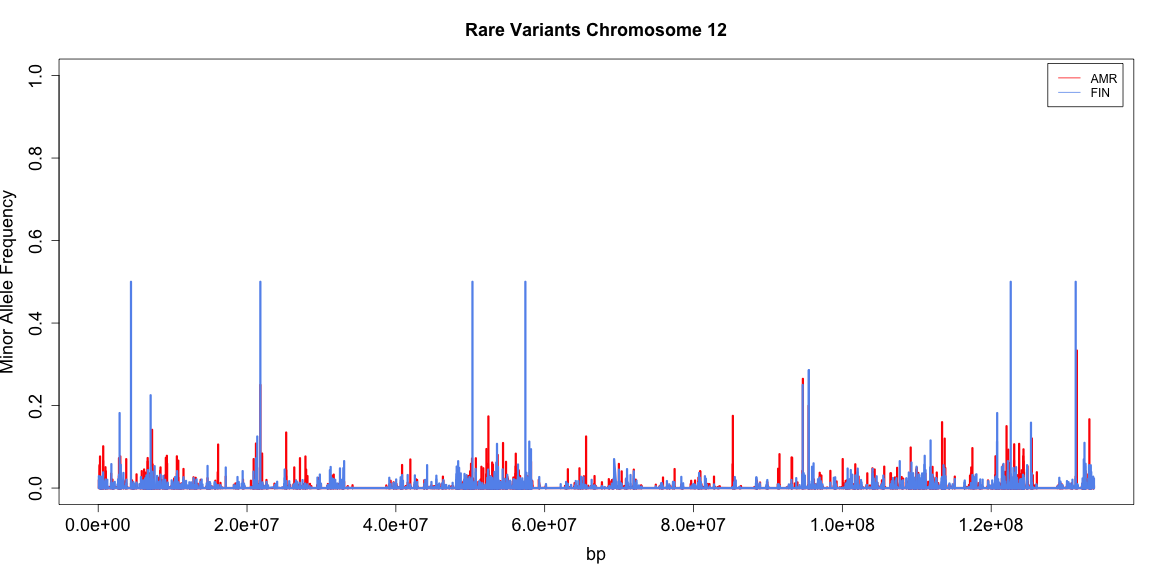 Rare Variants Chromosome 12
AMR
FIN
Minor Allele Frequency
1.0
0.8
0.6
0.4
0.2
0.0
0.0e+00 2.0e+07 4.0e+07 6.0e+07 8.0e+07 1.0e+08 1.2e+08
bp